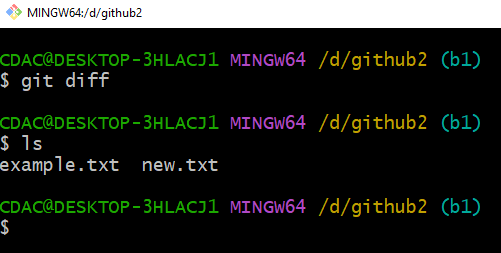 MINGW64:/d/github2
CDAC@DESKTOP-3HLACJ1 MINGW64 /d/github2 (b1)
$ git diff
CDAC@DESKTOP-3HLACJ1 MINGW64 /d/github2 (b1)
$ ls
example.txt  new.txt
CDAC@DESKTOP-3HLACJ1 MINGW64 /d/github2 (b1)
$